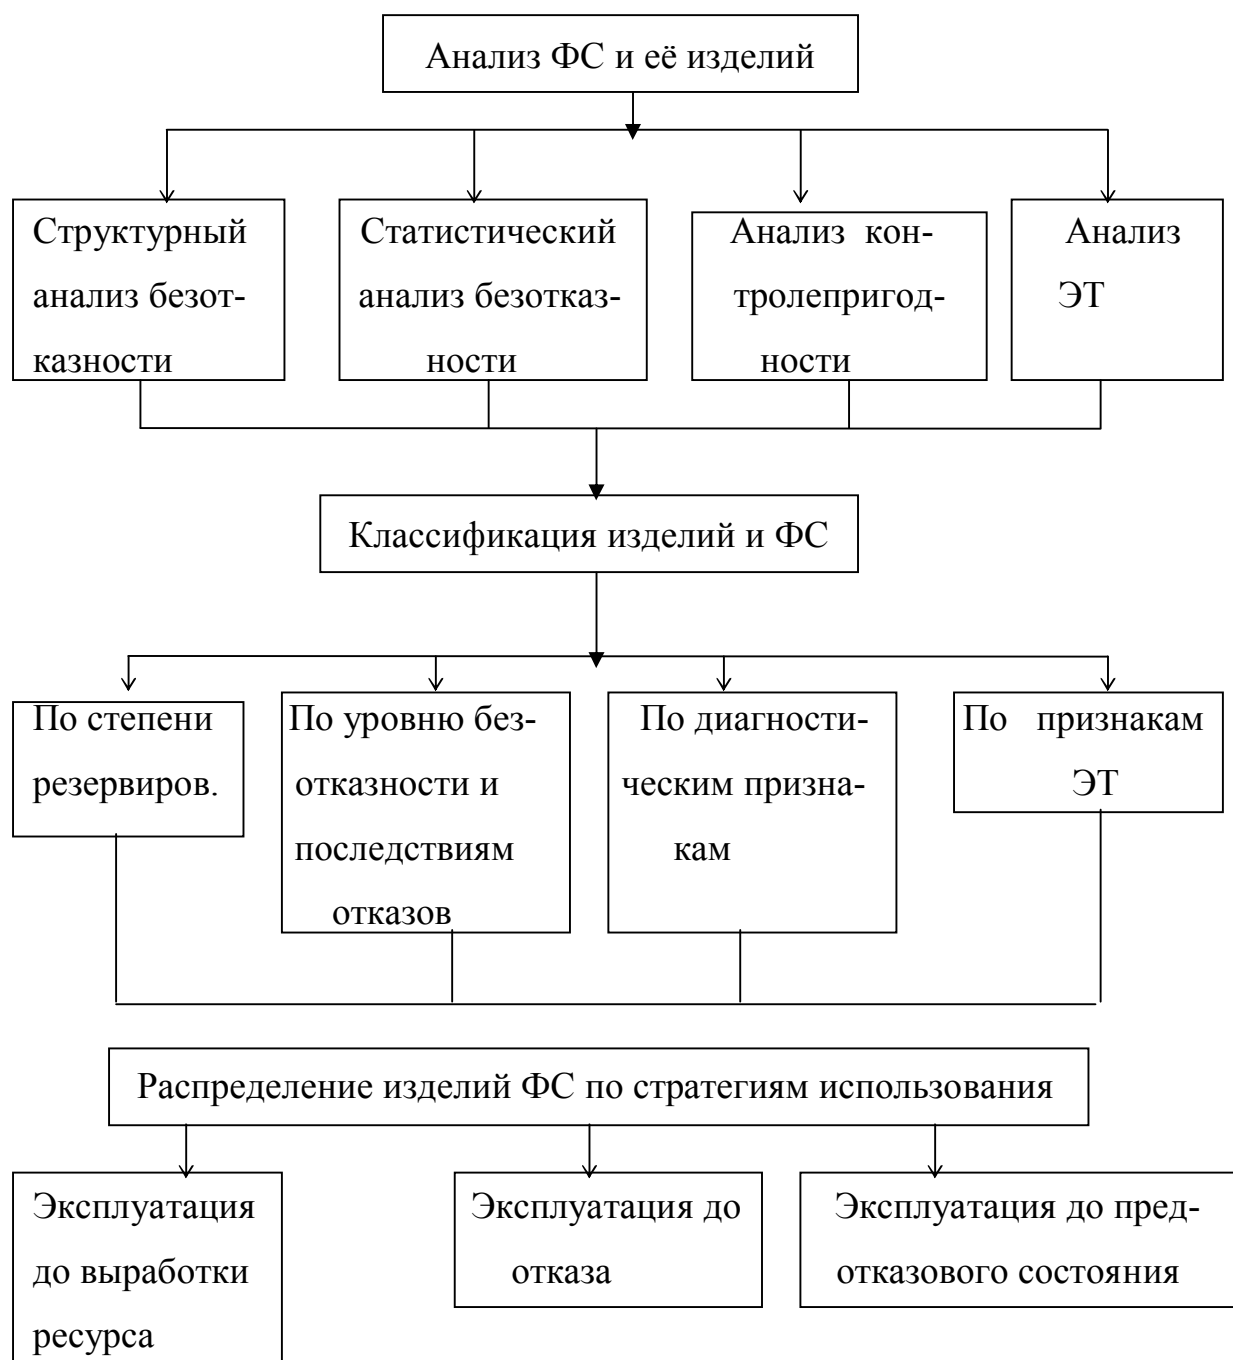 Анализ ФС и её изделий
Структурный
анализ безот-
казности
Статистический
анализ безотказ-
ности
Анализ кон-
тролепригод-
ности
Анализ
ЭТ
Классификация изделий и ФС
По степени
резервиров.
По уровню без-
отказности и
последствиям
отказов
По диагности-
ческим призна-
кам
По признакам
ЭТ
Распределение изделий ФС по стратегиям использования
Эксплуатация
до выработки
ресурса
Эксплуатация до
отказа
Эксплуатация до пред-
отказового состояния